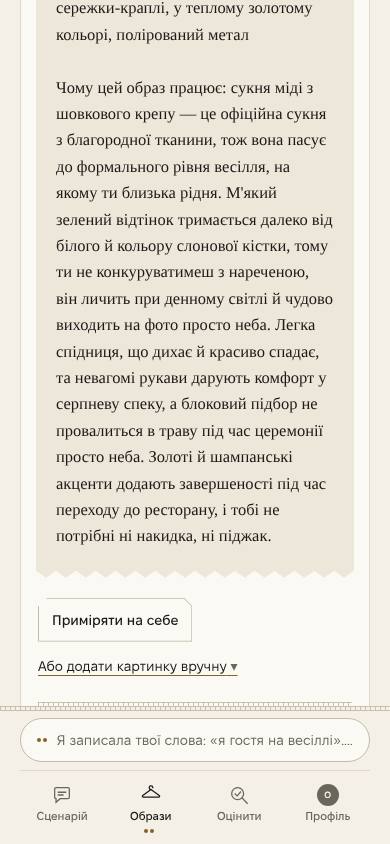 сережки-краплі, у теплому золотому
кольорі, полірований метал
Чому цей образ працює: сукня міді з
шовкового крепу — це офіційна сукня
з благородної тканини, тож вона пасує
до формального рівня весілля, на
якому ти близька рідня. М'який
зелений відтінок тримається далеко від
білого й кольору слонової кістки, тому
ти не конкуруватимеш з нареченою,
він личить при денному світлі й чудово
виходить на фото просто неба. Легка
спідниця, що дихає й красиво спадає,
та невагомі рукави дарують комфорт у
серпневу спеку, а блоковий підбор не
провалиться в траву під час церемонії
просто неба. Золоті й шампанські
акценти додають завершеності під час
переходу до ресторану, і тобі не
потрібні ні накидка, ні піджак.
Приміряти на себе
Або додати картинку вручну ▾
Я записала твої слова: «я гостя на весіллі»....
О
Сценарій Образи Оцінити Профіль